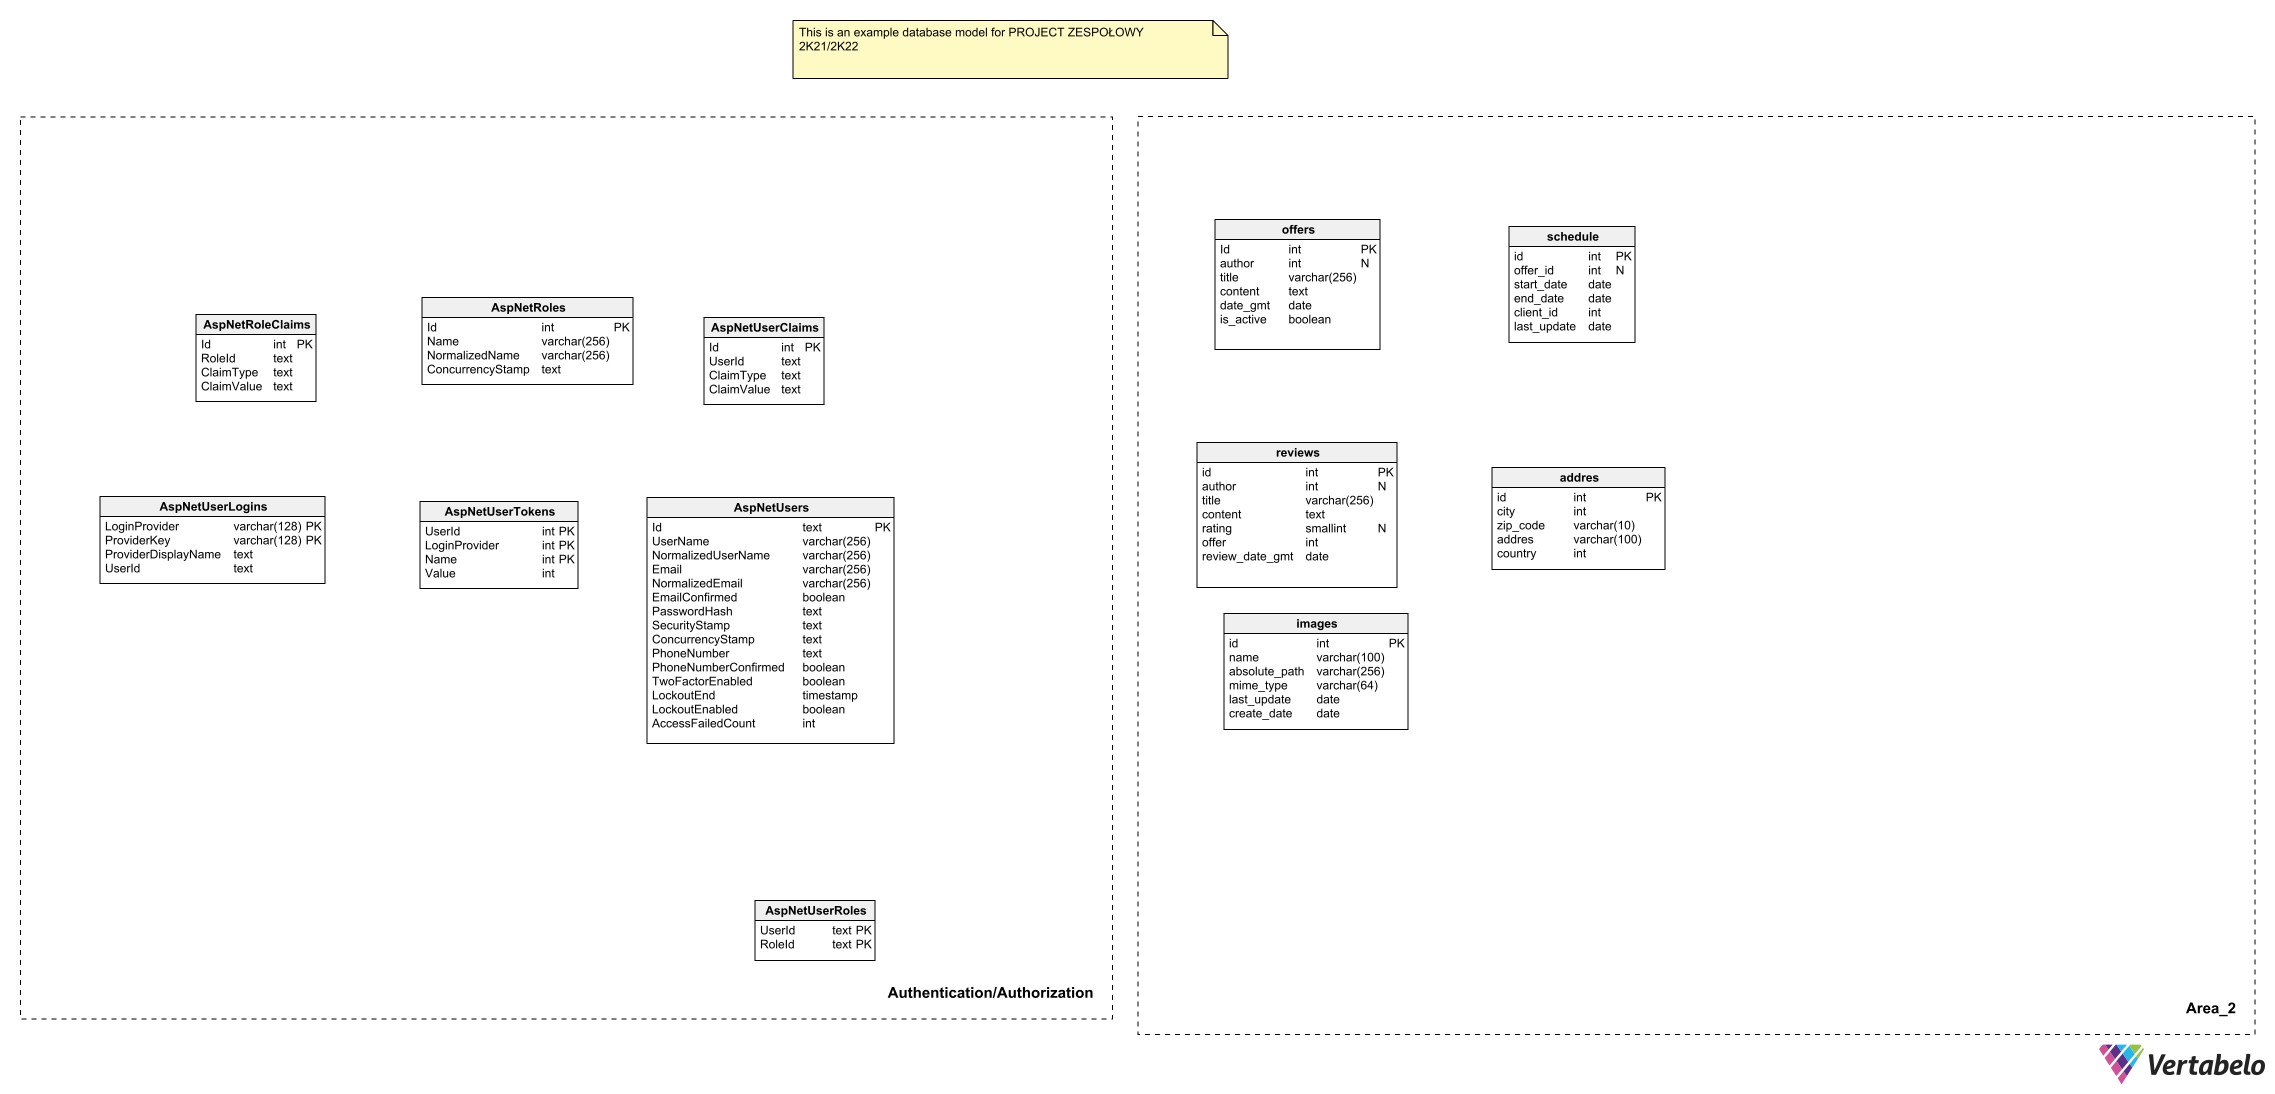 This is an example database model for PROJECT ZESPOŁOWY
2K21/2K22
AspNetRoleClaims
Id int PK
RoleId text
ClaimType text
ClaimValue text
AspNetRoles
Id int PK
Name varchar(256)
NormalizedName varchar(256)
ConcurrencyStamp text
AspNetUserClaims
Id int PK
UserId text
ClaimType text
ClaimValue text
AspNetUserLogins
LoginProvider varchar(128) PK
ProviderKey varchar(128) PK
ProviderDisplayName text
UserId text
AspNetUserTokens
UserId int PK
LoginProvider int PK
Name int PK
Value int
AspNetUsers
Id text PK
UserName varchar(256)
NormalizedUserName varchar(256)
Email varchar(256)
NormalizedEmail varchar(256)
EmailConfirmed boolean
PasswordHash text
SecurityStamp text
ConcurrencyStamp text
PhoneNumber text
PhoneNumberConfirmed boolean
TwoFactorEnabled boolean
LockoutEnd timestamp
LockoutEnabled boolean
AccessFailedCount int
AspNetUserRoles
UserId text PK
RoleId text PK
Authentication/Authorization
offers
Id int PK
author int N
title varchar(256)
content text
date_gmt date
is_active boolean
schedule
id int PK
offer_id int N
start_date date
end_date date
client_id int
last_update date
reviews
id int PK
author int N
title varchar(256)
content text
rating smallint N
offer int
review_date_gmt date
addres
id int PK
city int
zip_code varchar(10)
addres varchar(100)
country int
images
id int PK
name varchar(100)
absolute_path varchar(256)
mime_type varchar(64)
last_update date
create_date date
Area_2
Vertabelo